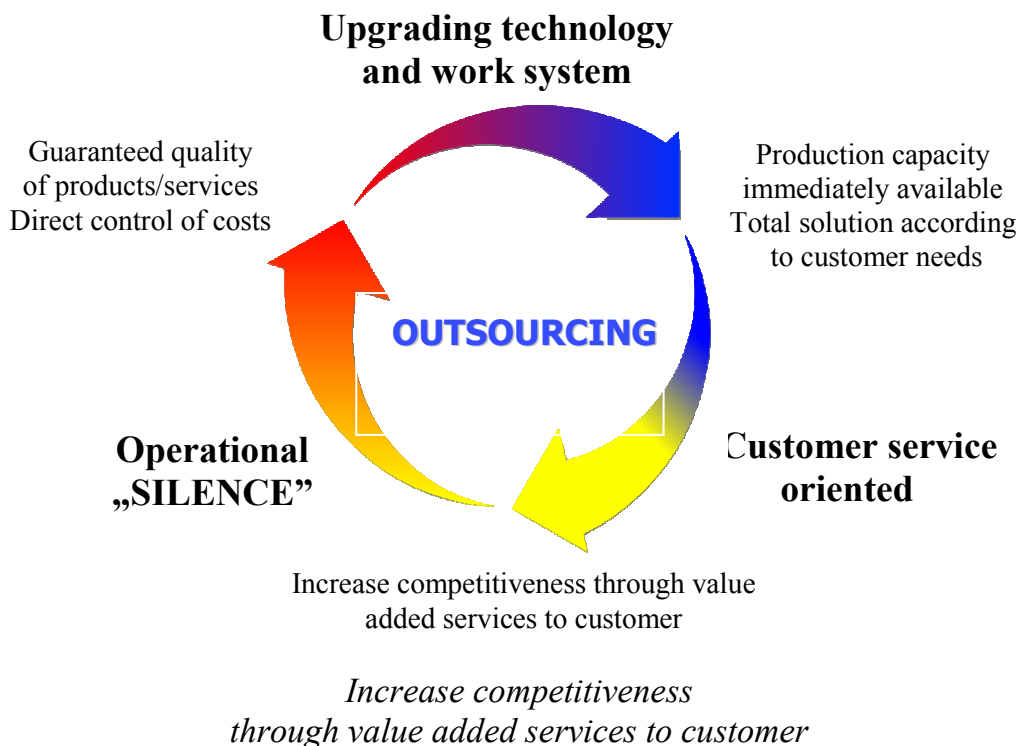 Upgrading technology
and work system
Guaranteed quality
of products/services
Direct control of costs
Production capacity
immediately available
Total solution according
to customer needs
OUTSOURCING
Operational
„SILENCE”
Customer service
oriented
Increase competitiveness through value
added services to customer
Increase competitiveness
through value added services to customer